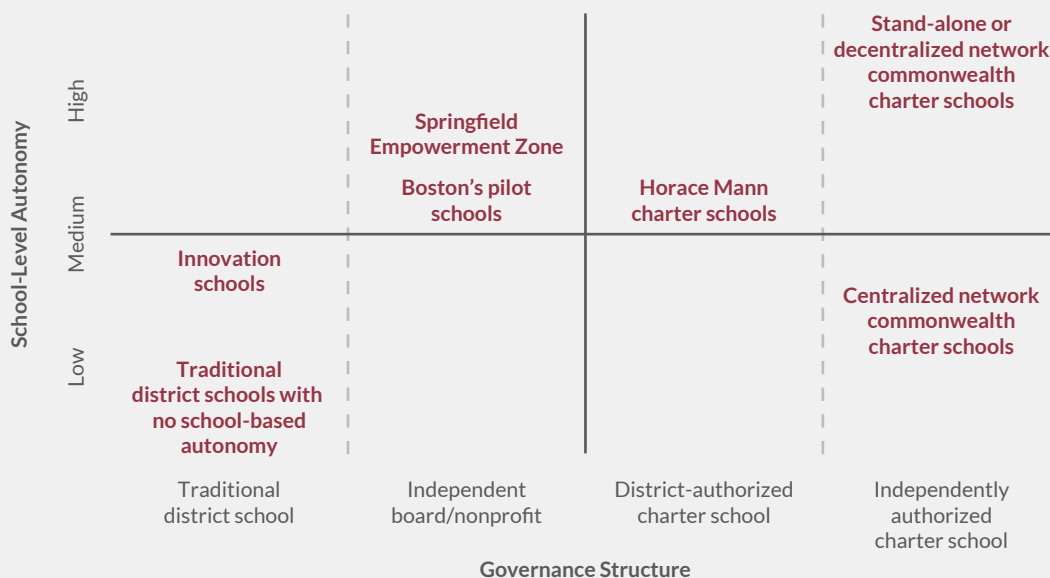 School-Level Autonomy
High
Medium
Low
Stand-alone or
decentralized network
commonwealth
charter schools
Springfield
Empowerment Zone
Boston’s pilot
schools
Horace Mann
charter schools
Innovation
schools
Centralized network
commonwealth
charter schools
Traditional
district schools with
no school-based
autonomy
Traditional
district school
Independent
board/nonprofit
District-authorized
charter school
Independently
authorized
charter school
Governance Structure